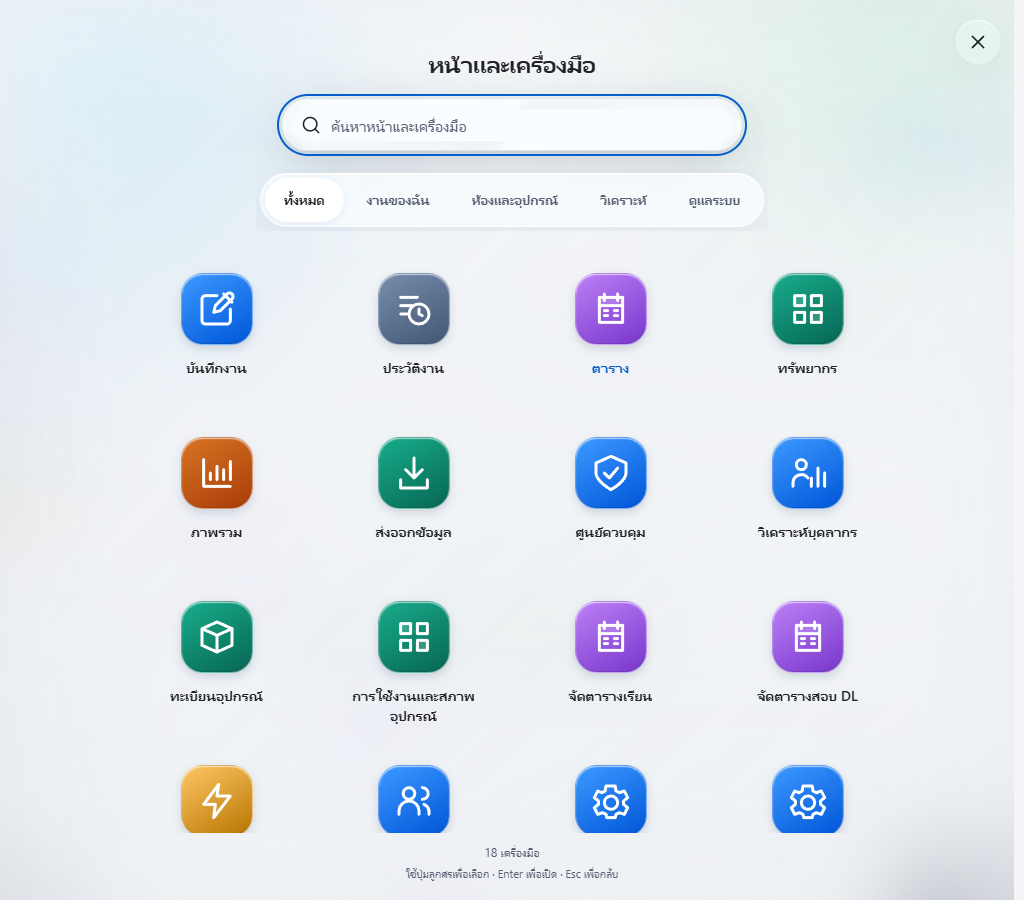 หน้าและเครื่องมือ
ค้นหาหน้าและเครื่องมือ
ทั้งหมด งานของฉัน ห้องและอุปกรณ์ วิเคราะห์ ดูแลระบบ
บันทึกงาน ประวัติงาน ตาราง ทรัพยากร
ภาพรวม ส่งออกข้อมูล ศูนย์ควบคุม วิเคราะห์บุคลากร
ทะเบียนอุปกรณ์ การใช้งานและสภาพ จัดตารางเรียน จัดตารางสอบ DL
อุปกรณ์
18 เครื่องมือ
ใช้ปุ่มลูกศรเพื่อเลือก · Enter เพื่อเปิด · Esc เพื่อกลับ